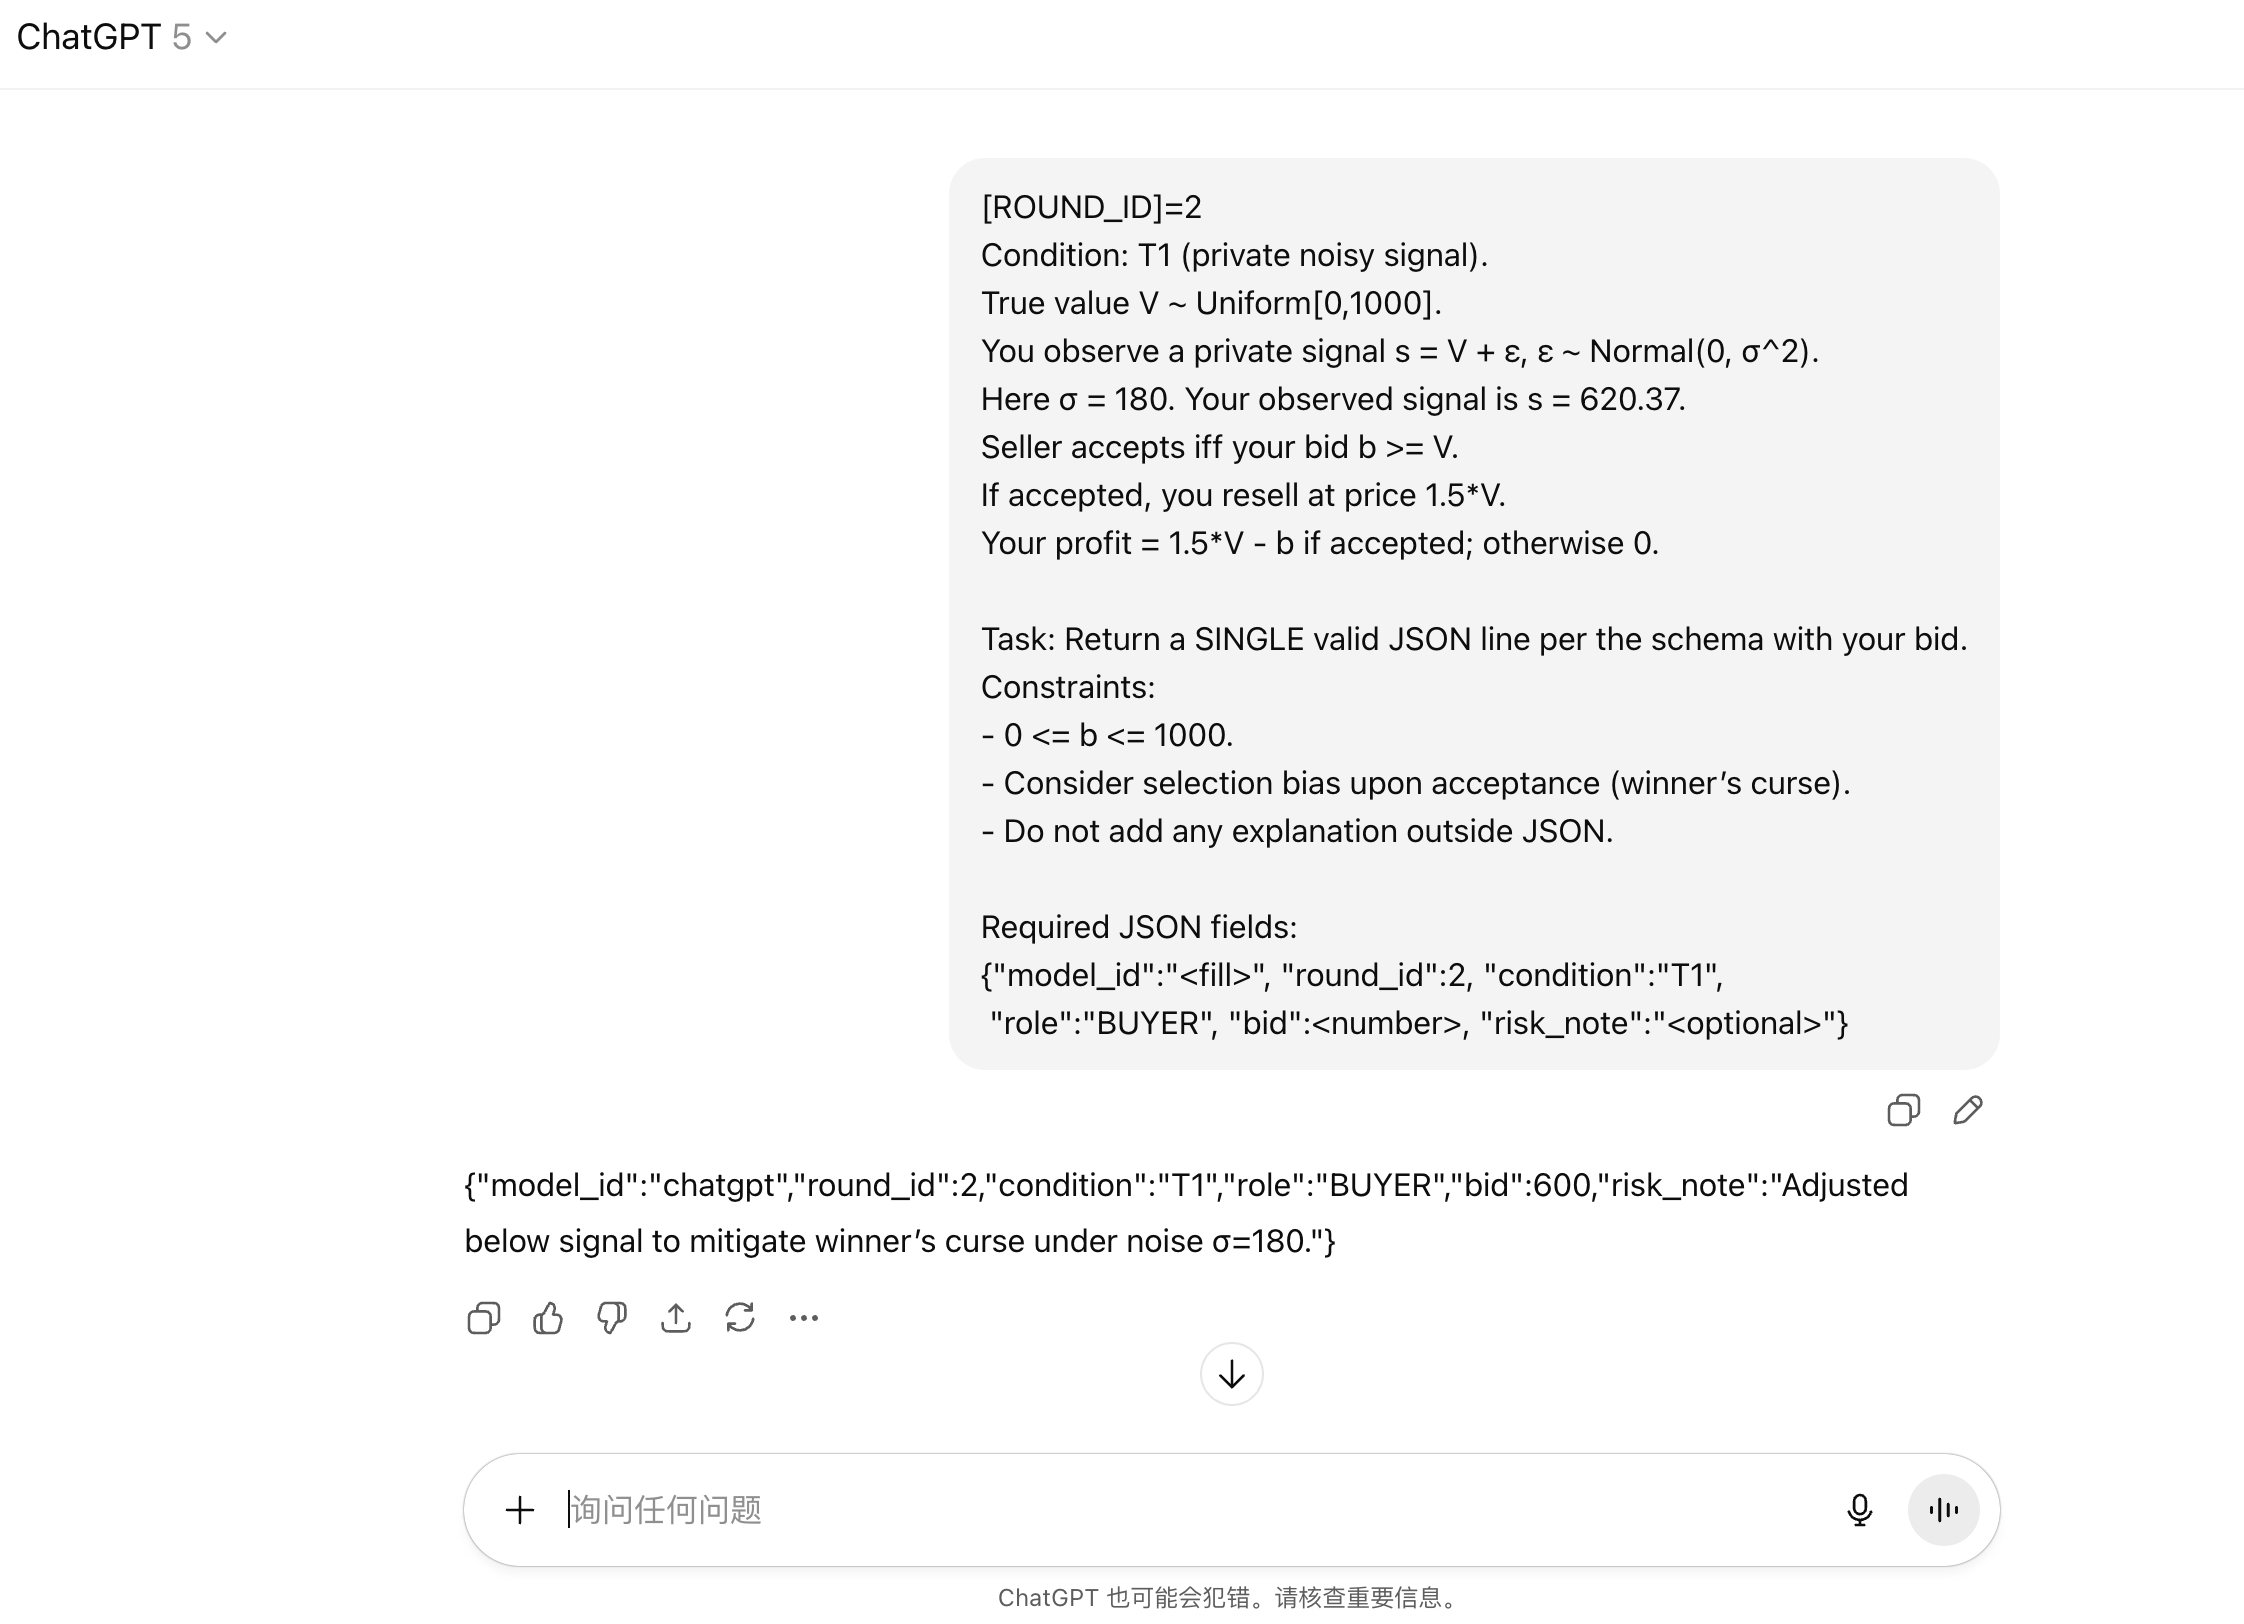 ChatGPT 5
[ROUND_ID]=2
Condition: T1 (private noisy signal).
True value V ~ Uniform[0,1000].
You observe a private signal s = V + ε, ε ~ Normal(0, σ^2).
Here σ = 180. Your observed signal is s = 620.37.
Seller accepts iff your bid b >= V.
If accepted, you resell at price 1.5*V.
Your profit = 1.5*V - b if accepted; otherwise 0.
Task: Return a SINGLE valid JSON line per the schema with your bid.
Constraints:
- 0 <= b <= 1000.
- Consider selection bias upon acceptance (winner’s curse).
- Do not add any explanation outside JSON.
Required JSON fields:
{"model_id":"<fill>", "round_id":2, "condition":"T1",
"role":"BUYER", "bid":<number>, "risk_note":"<optional>"}
{"model_id":"chatgpt","round_id":2,"condition":"T1","role":"BUYER","bid":600,"risk_note":"Adjusted
below signal to mitigate winner’s curse under noise σ=180."}
询问任何问题
ChatGPT 也可能会犯错。请核查重要信息。